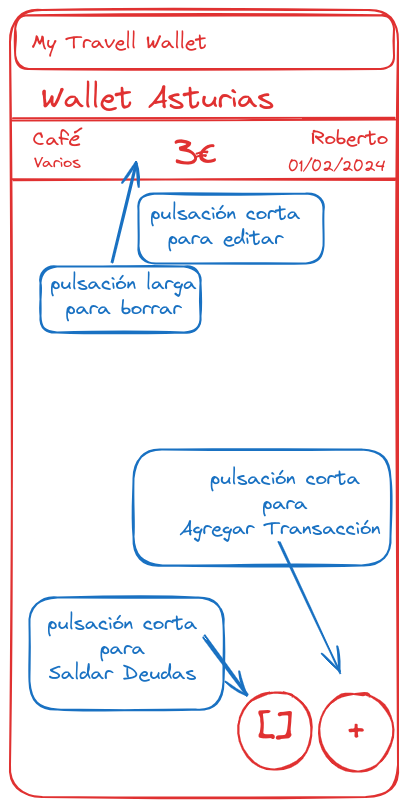 My Travell Wallet
Wallet Asturias
Café
3€
Roberto
Varios
01/02/2024
pulsación corta
para editar
pulsación larga
para borrar
pulsación corta
para
Agregar Transacción
pulsación corta
para
Saldar Deudas
[]
+